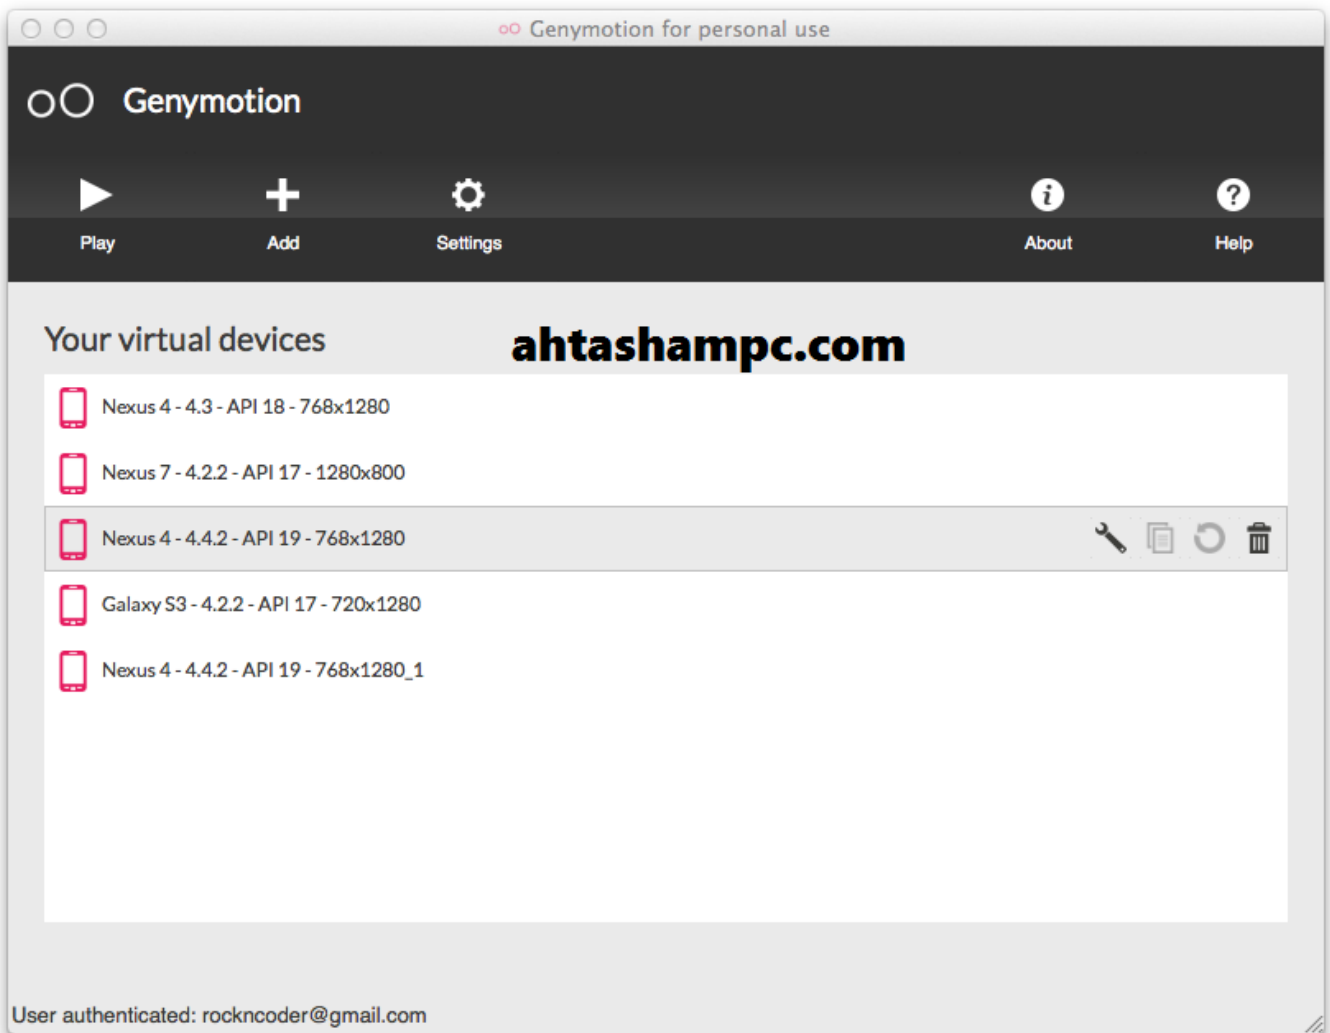 Genymotion for personal use
Genymotion
Play Add Settings About Help
Your virtual devices
ahtashampc.com
Nexus 4 - 4.3 - API 18 - 768x1280
Nexus 7 - 4.2.2 - API 17 - 1280x800
Nexus 4 - 4.4.2 - API 19 - 768x1280
Galaxy S3 - 4.2.2 - API 17 - 720x1280
Nexus 4 - 4.4.2 - API 19 - 768x1280_1
User authenticated: rockncoder@gmail.com